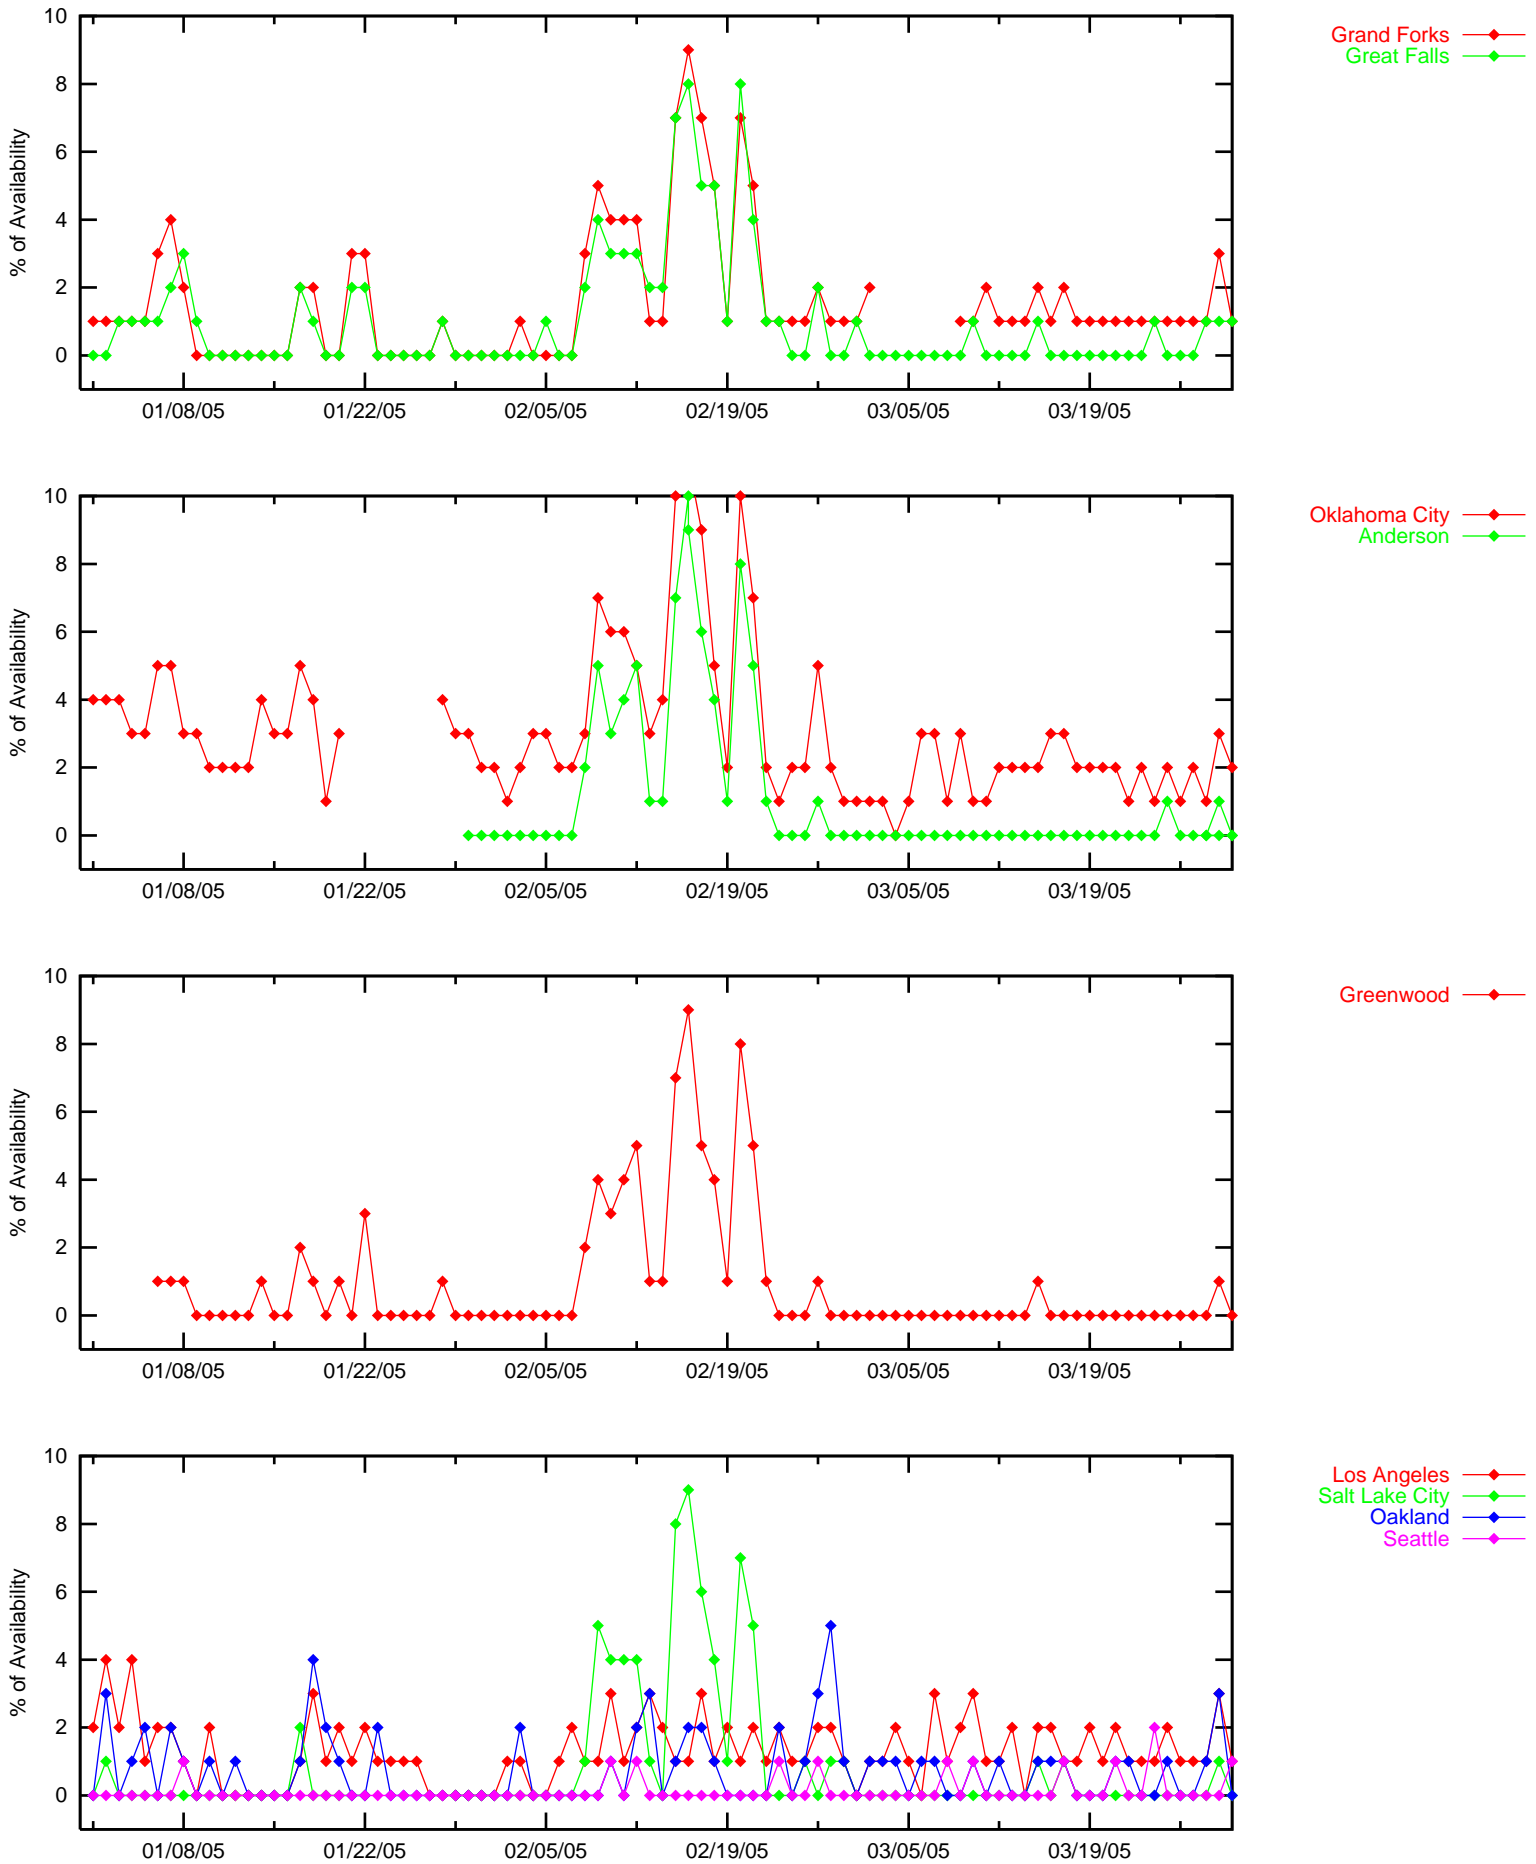 10
8
6
4
2
0
% of Availability
01/08/05 01/22/05 02/05/05 02/19/05 03/05/05 03/19/05
Grand Forks
Great Falls
10
8
6
4
2
0
% of Availability
01/08/05 01/22/05 02/05/05 02/19/05 03/05/05 03/19/05
Oklahoma City
Anderson
10
8
6
4
2
0
% of Availability
01/08/05 01/22/05 02/05/05 02/19/05 03/05/05 03/19/05
Greenwood
10
8
6
4
2
0
% of Availability
01/08/05 01/22/05 02/05/05 02/19/05 03/05/05 03/19/05
Los Angeles
Salt Lake City
Oakland
Seattle